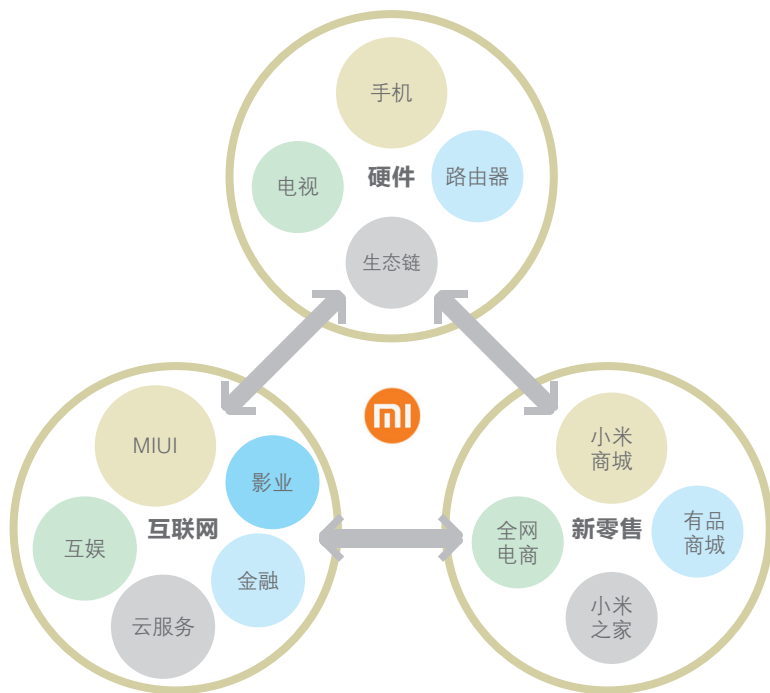 手机
电视
硬件
路由器
生态链
mi
MIUI
影业
互娱
互联网
金融
云服务
小米
商城
全网
电商
新零售
有品
商城
小米
之家